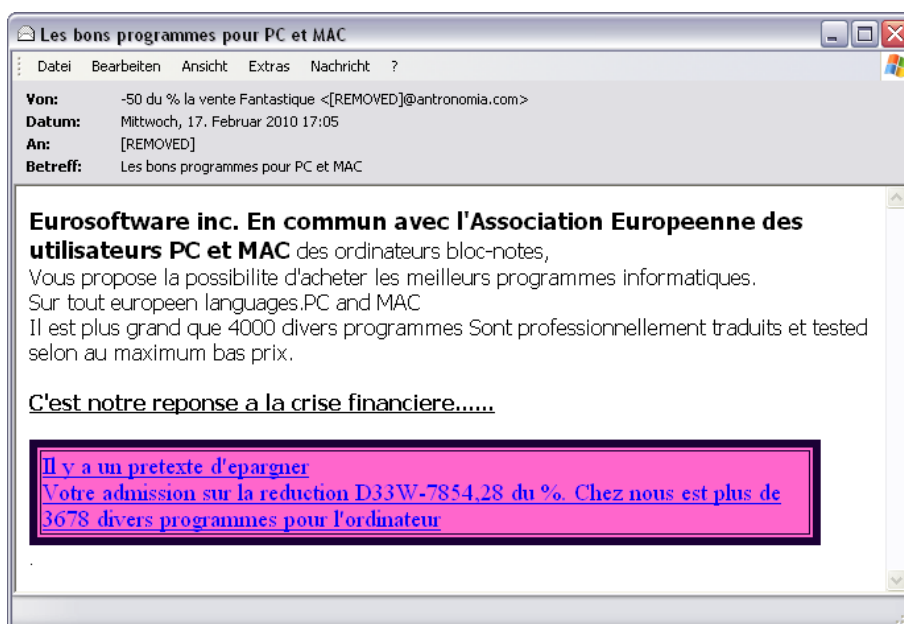 Les bons programmes pour PC et MAC
Datei Bearbeiten Ansicht Extras Nachricht ?
Von: -50 du % la vente Fantastique <[REMOVED]@antronomia.com>
Datum: Mittwoch, 17. Februar 2010 17:05
An: [REMOVED]
Betreff: Les bons programmes pour PC et MAC
Eurosoftware inc. En commun avec l'Association Europeenne des
utilisateurs PC et MAC des ordinateurs bloc-notes,
Vous propose la possibilite d'acheter les meilleurs programmes informatiques.
Sur tout europeen languages.PC and MAC
Il est plus grand que 4000 divers programmes Sont professionnellement traduits et tested
selon au maximum bas prix.
C'est notre reponse a la crise financiere......
Il y a un pretexte d'epargner
Votre admission sur la reduction D33W-7854,28 du %. Chez nous est plus de
3678 divers programmes pour l'ordinateur
.